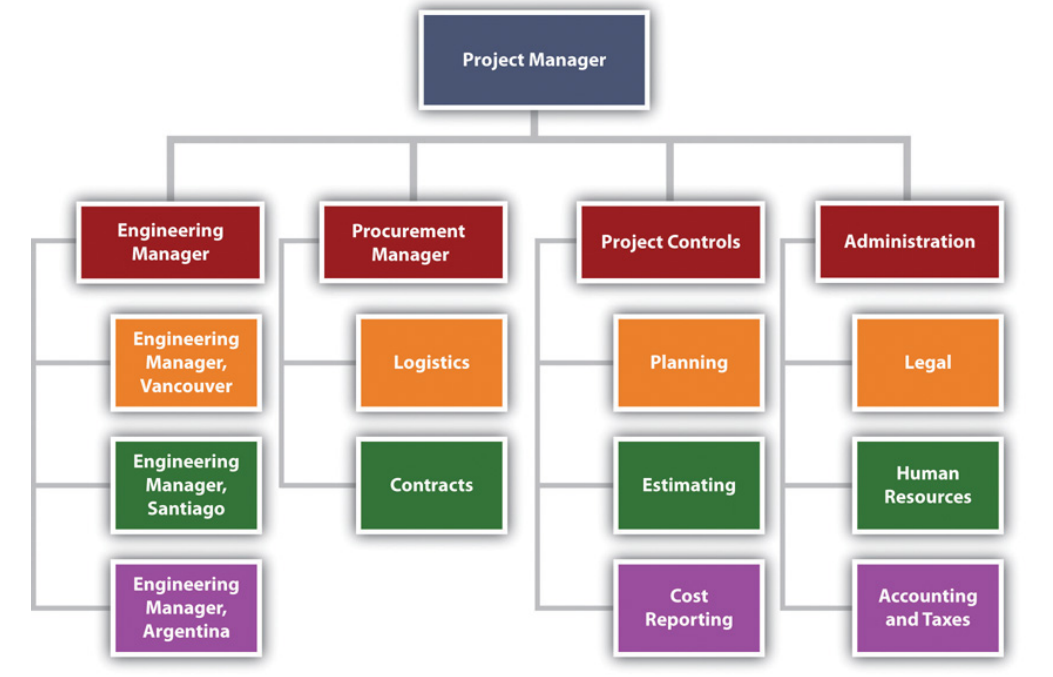 Project Manager
Engineering
Manager
Procurement
Manager
Project Controls
Administration
Engineering
Manager,
Vancouver
Logistics
Planning
Legal
Engineering
Manager,
Santiago
Contracts
Estimating
Human
Resources
Engineering
Manager,
Argentina
Cost
Reporting
Accounting
and Taxes